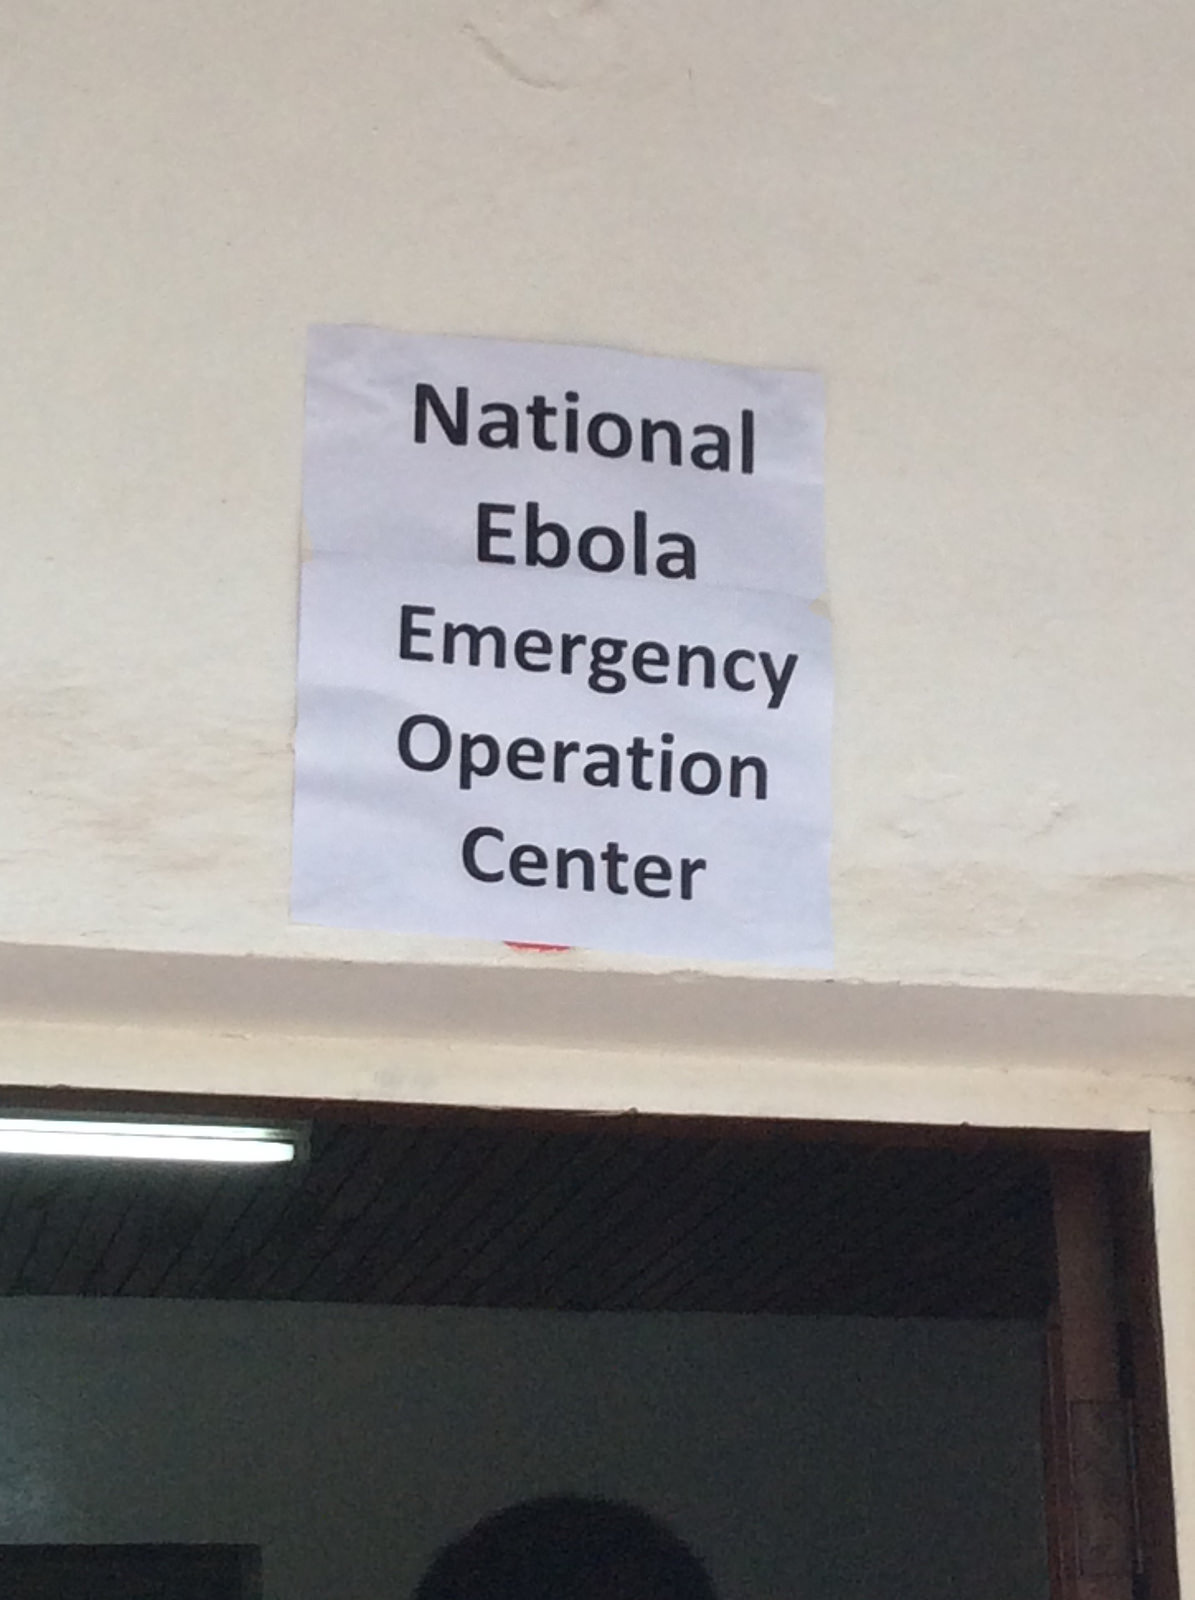 National
Ebola
Emergency
Operation
Center